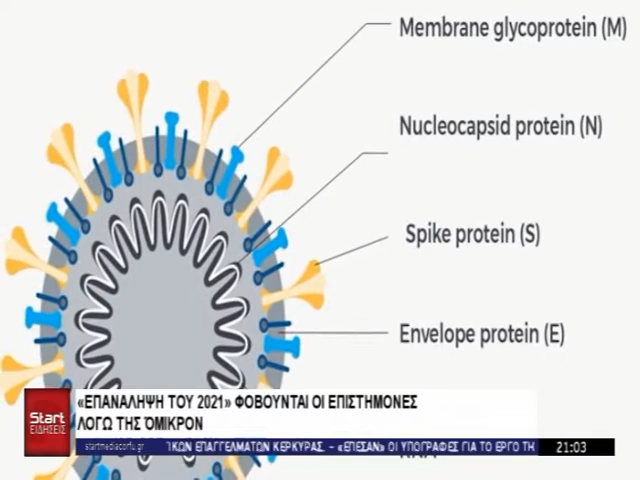 Membrane glycoprotein (M)
Nucleocapsid protein (N)
Spike protein (S)
Envelope protein (E)
«ΕΠΑΝΑΛΗΨΗ ΤΟΥ 2021» ΦΟΒΟΥΝΤΑΙ ΟΙ ΕΠΙΣΤΗΜΟΝΕΣ
ΛΟΓΩ ΤΗΣ ΌΜΙΚΡΟΝ
Start
ΕΙΔΗΣΕΙΣ
startmediacorfu.gr ΙΚΩΝ ΕΠΑΓΓΕΛΜΑΤΩΝ ΚΕΡΚΥΡΑΣ. - «ΕΠΕΣΑΝ» ΟΙ ΥΠΟΓΡΑΦΕΣ ΓΙΑ ΤΟ ΕΡΓΟ ΤΗ 21:03